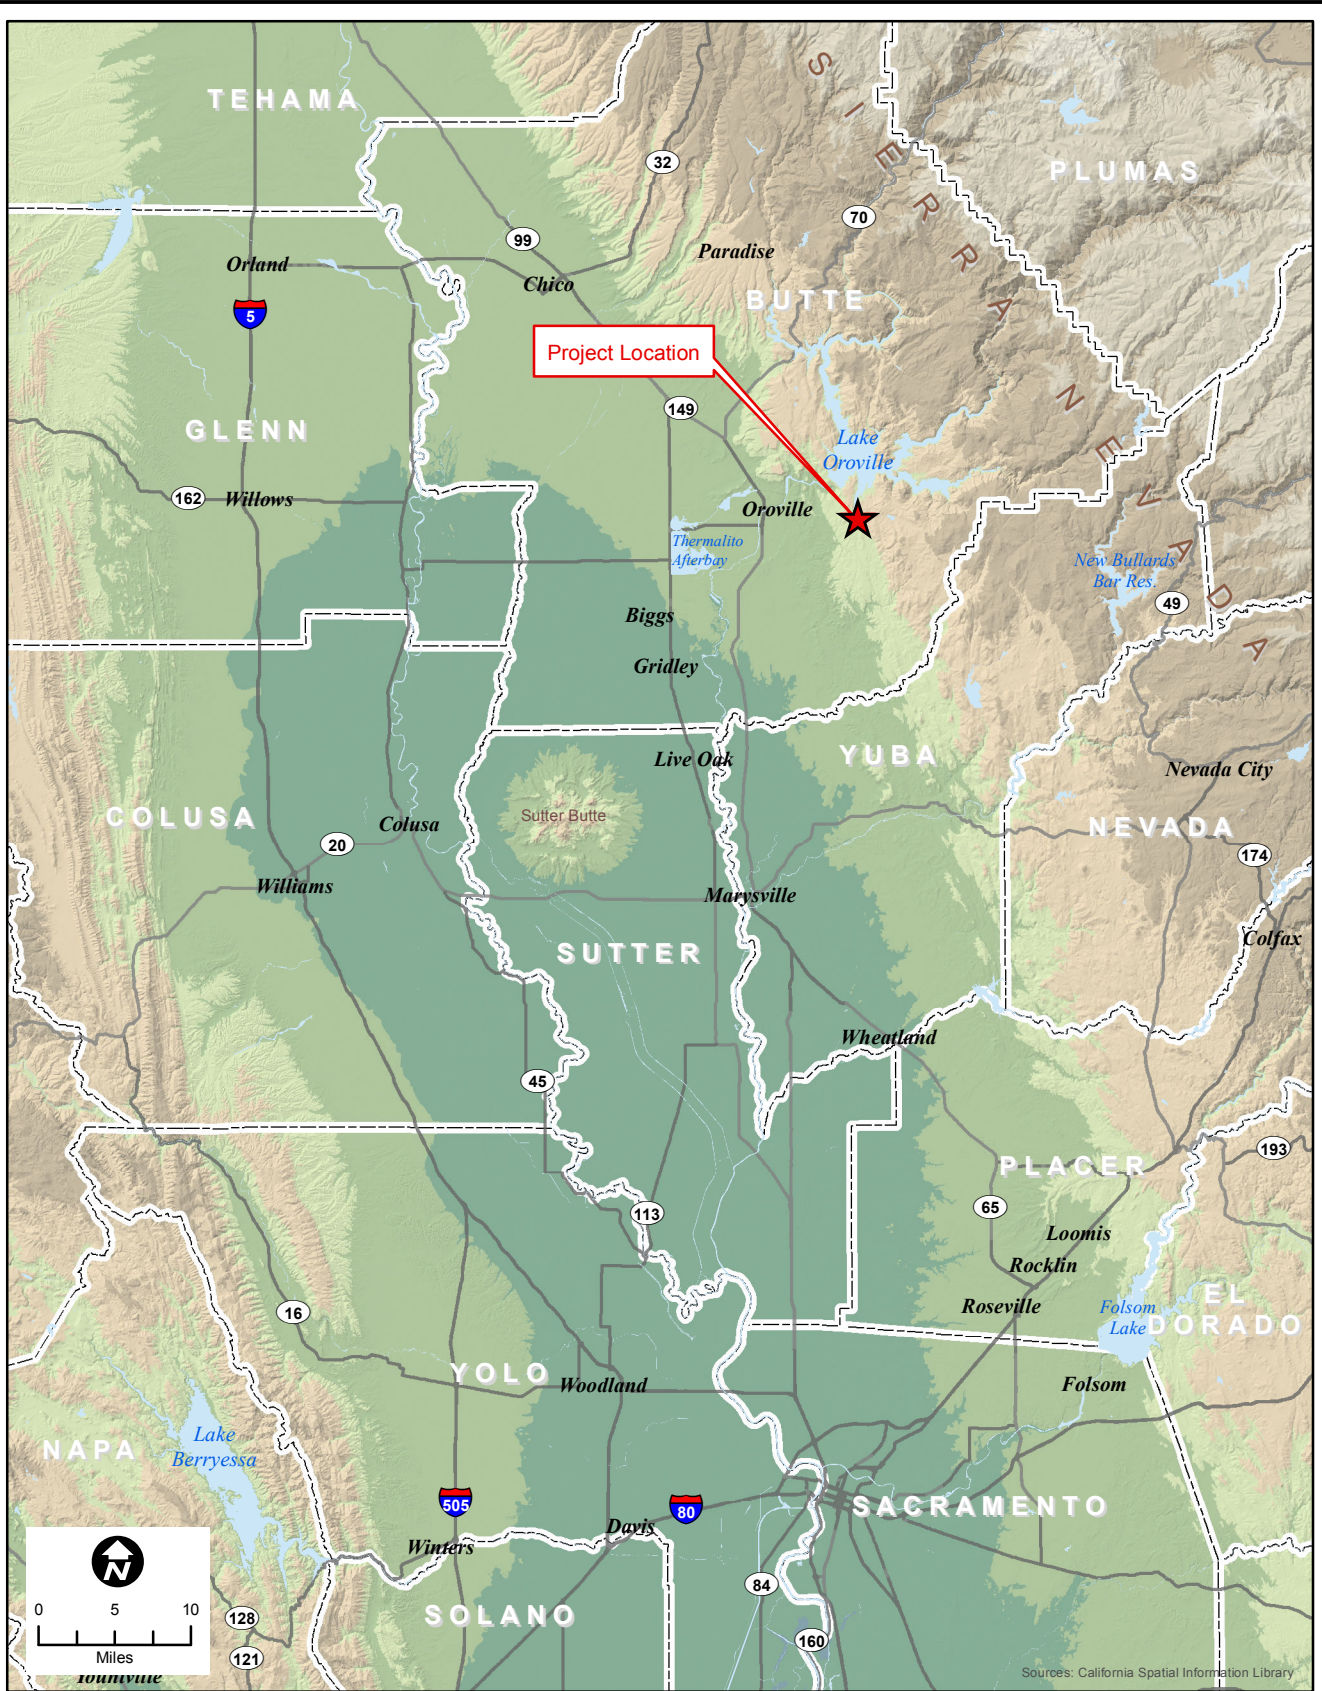 TEHAMA
SIERRA NEVADA
PLUMAS
32
70
99
Paradise
Orland
Chico
BUTTE
5
Project Location
149
GLENN
Lake
Oroville
162
Willows
Oroville
Thermalito
Afterbay
New Bullards
Bar Res.
49
Biggs
Gridley
Live Oak
YUBA
Nevada City
COLUSA
Colusa
Sutter Butte
NEVADA
20
174
Williams
Marysville
Colfax
SUTTER
Wheatland
45
193
PLACER
113
65
Loomis
Rocklin
16
Roseville
Folsom
Lake
EL
DORADO
YOLO
Woodland
Folsom
NAPA
Lake
Berryessa
505
80
SACRAMENTO
Davis
Winters
N
84
0 5 10
Miles
128
SOLANO
160
121
Yountville
Sources: California Spatial Information Library